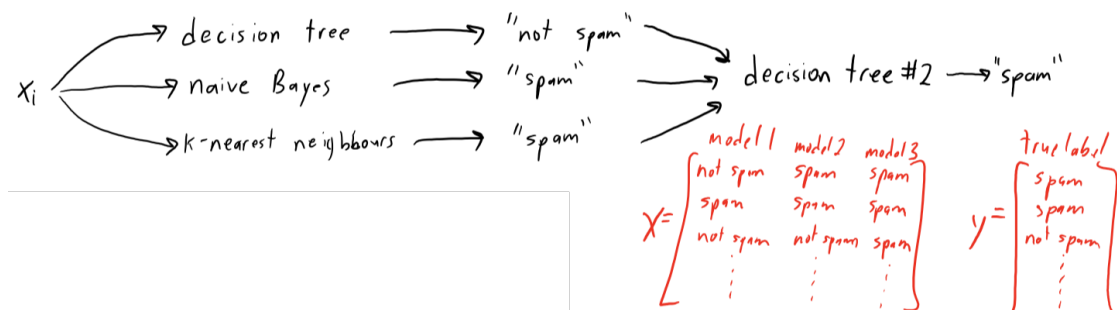 decision tree → "not spam"
x_i → naive Bayes → "spam" → decision tree #2 → "spam"
k-nearest neighbours → "spam"
model 1 model 2 model 3
true label
X = [ not spam spam spam
spam spam spam
not spam not spam spam ]
y = [ spam
spam
not spam ]